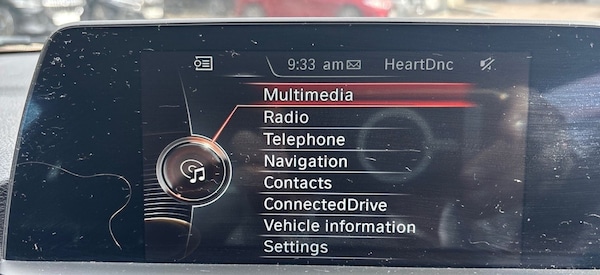 9:33 am HeartDnc
Multimedia
Radio
Telephone
Navigation
Contacts
ConnectedDrive
Vehicle information
Settings